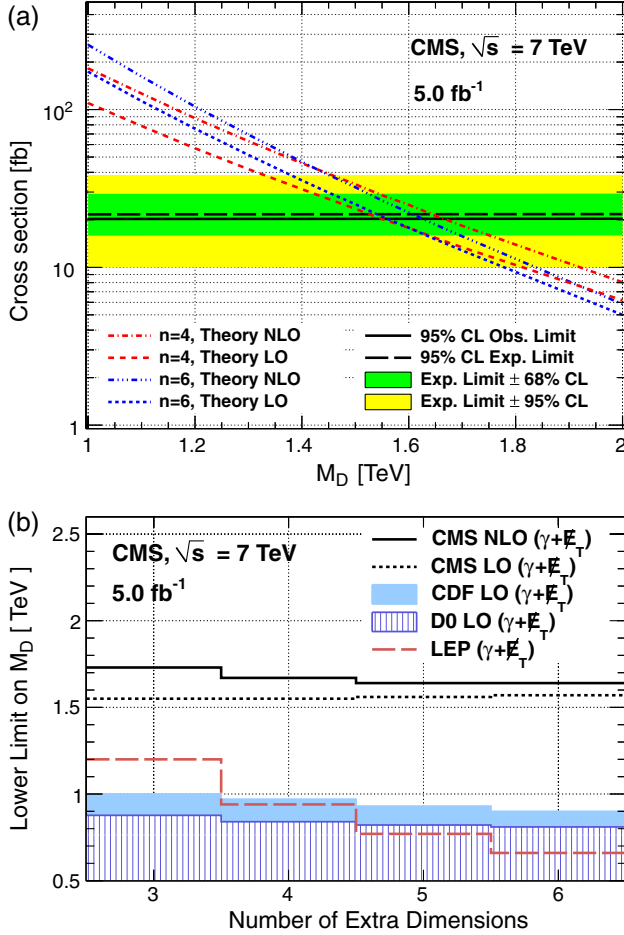 (a)
CMS, √s = 7 TeV
5.0 fb⁻¹
Cross section [fb]
10²
10
1
n=4, Theory NLO
n=4, Theory LO
n=6, Theory NLO
n=6, Theory LO
95% CL Obs. Limit
95% CL Exp. Limit
Exp. Limit ± 68% CL
Exp. Limit ± 95% CL
1 1.2 1.4 1.6 1.8 2
M_D [TeV]
(b)
CMS, √s = 7 TeV
5.0 fb⁻¹
CMS NLO (γ+E̸_T)
CMS LO (γ+E̸_T)
CDF LO (γ+E̸_T)
D0 LO (γ+E̸_T)
LEP (γ+E̸_T)
Lower Limit on M_D [ TeV ]
2.5
2
1.5
1
0.5
3 4 5 6
Number of Extra Dimensions